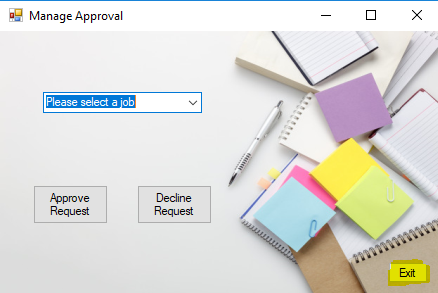 Manage Approval
Please select a job
Approve
Request
Decline
Request
Exit